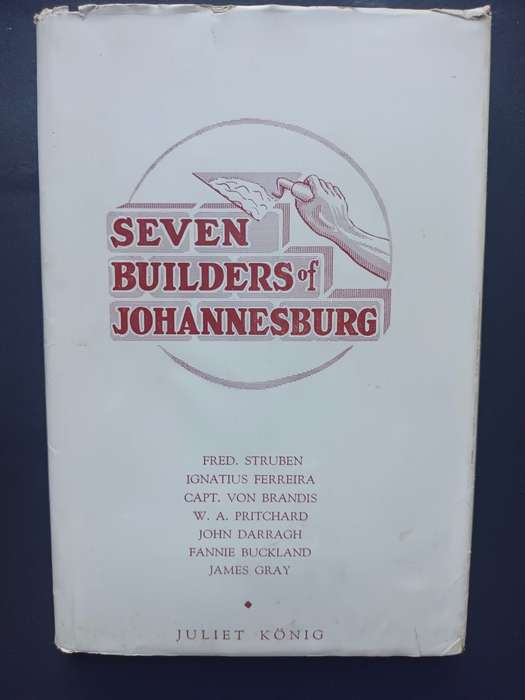 SEVEN
BUILDERS of
JOHANNESBURG
FRED. STRUBEN
IGNATIUS FERREIRA
CAPT. VON BRANDIS
W. A. PRITCHARD
JOHN DARRAGH
FANNIE BUCKLAND
JAMES GRAY
JULIET KÖNIG